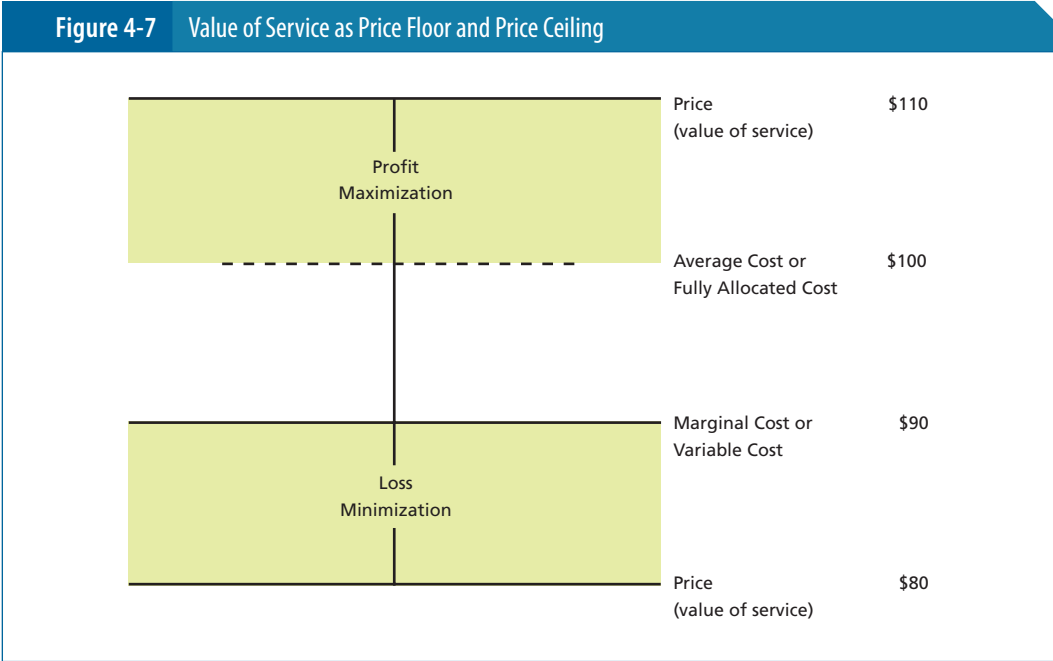 Figure 4-7 Value of Service as Price Floor and Price Ceiling
Price $110
(value of service)
Profit
Maximization
Average Cost or $100
Fully Allocated Cost
Marginal Cost or $90
Variable Cost
Loss
Minimization
Price $80
(value of service)